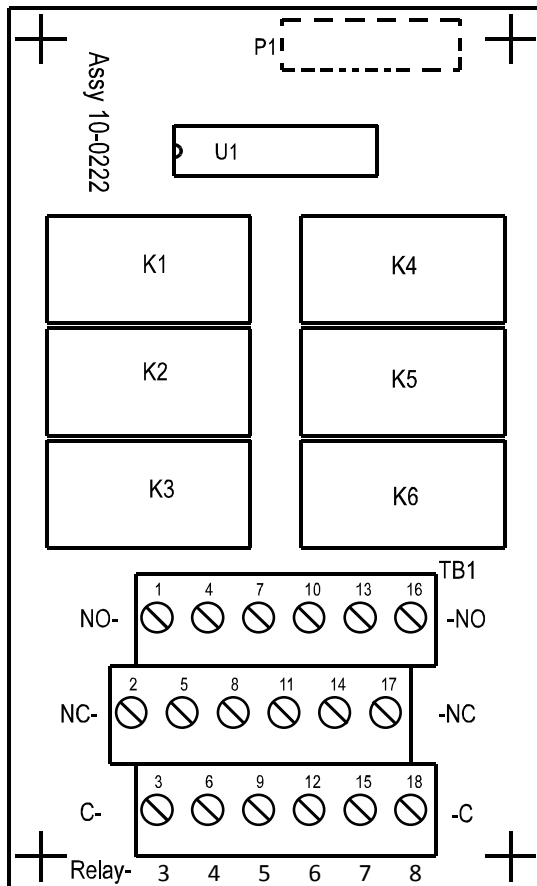 P1
Assy 10-0222
U1
K1 K4
K2 K5
K3 K6
TB1
1 4 7 10 13 16
NO- -NO
2 5 8 11 14 17
NC- -NC
3 6 9 12 15 18
C- -C
Relay- 3 4 5 6 7 8